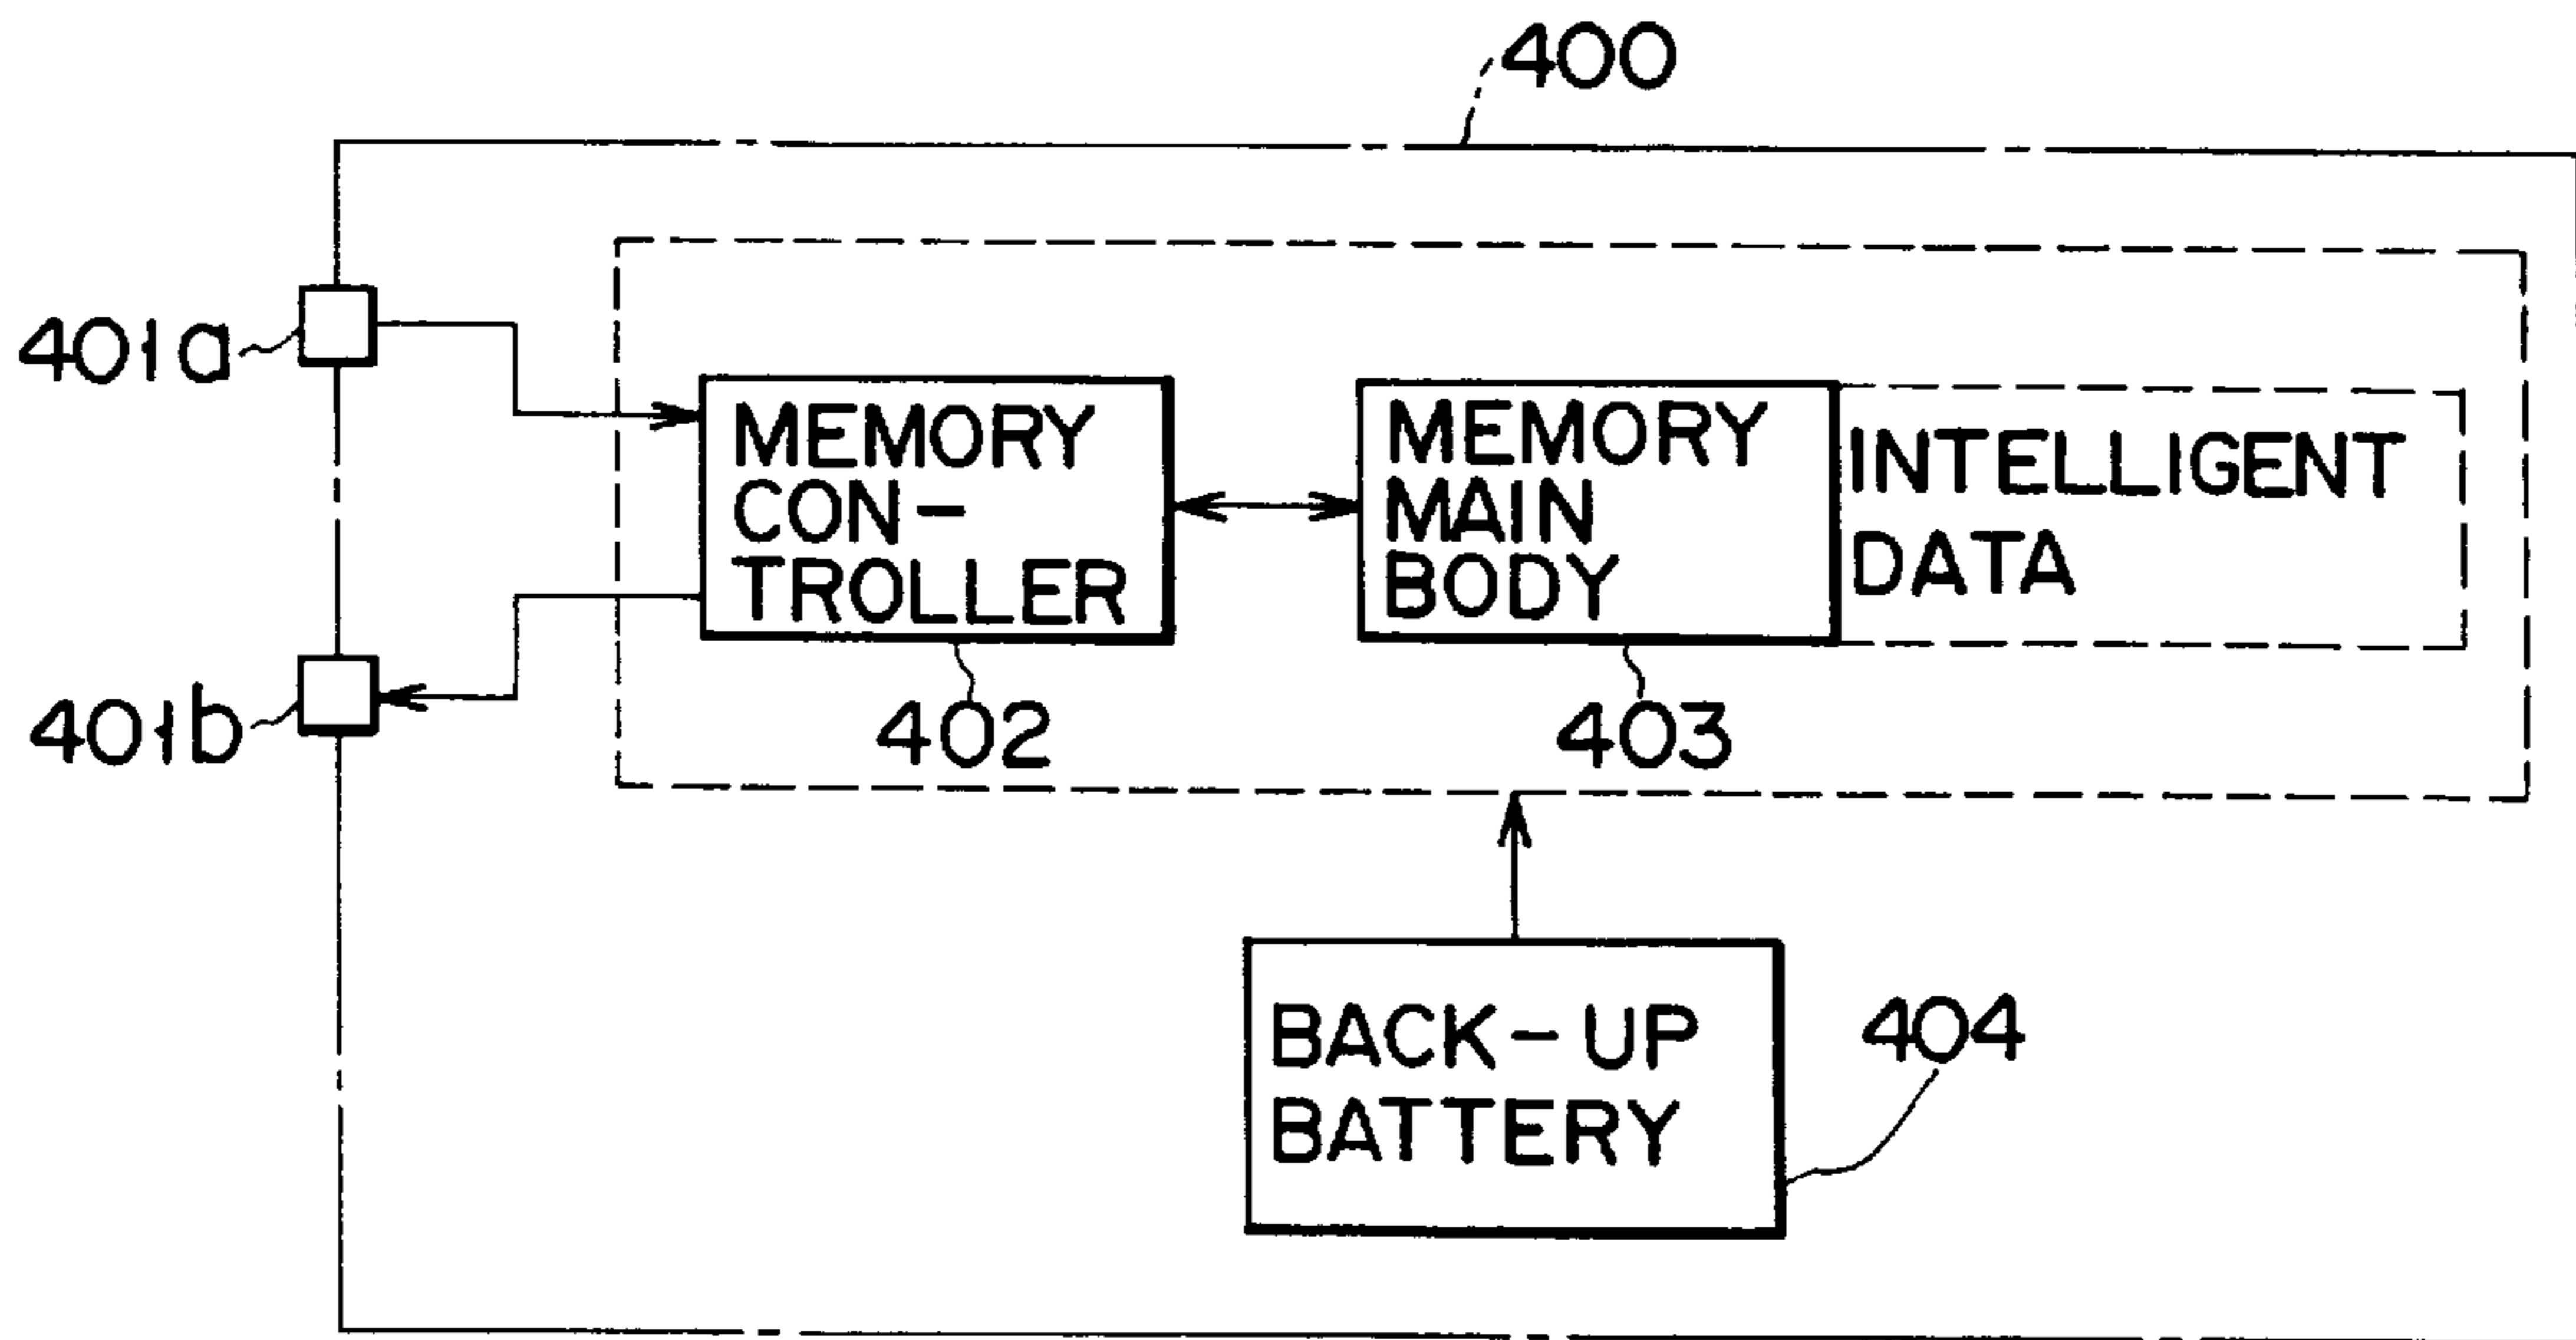 400
401a
MEMORY
CON-
TROLLER
MEMORY
MAIN
BODY
INTELLIGENT
DATA
401b
402
403
BACK-UP
BATTERY
404